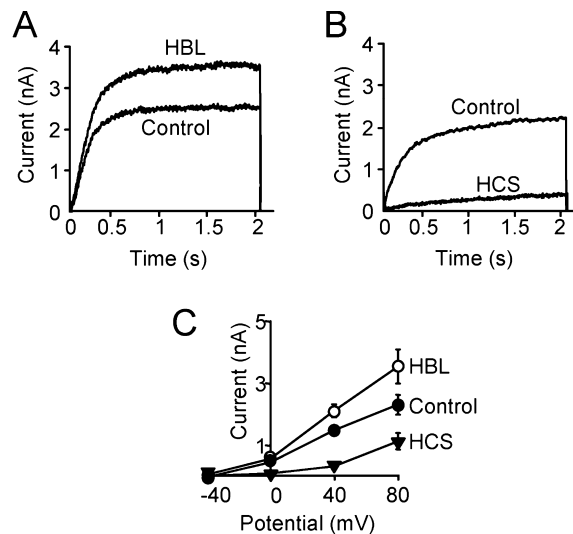 A
HBL
Control
Current (nA)
4
3
2
1
0
0
0.5
1
1.5
2
Time (s)
B
Control
HCS
Current (nA)
4
3
2
1
0
0
0.5
1
1.5
2
Time (s)
C
HBL
Control
HCS
Current (nA)
5
3
1
-40
0
40
80
Potential (mV)